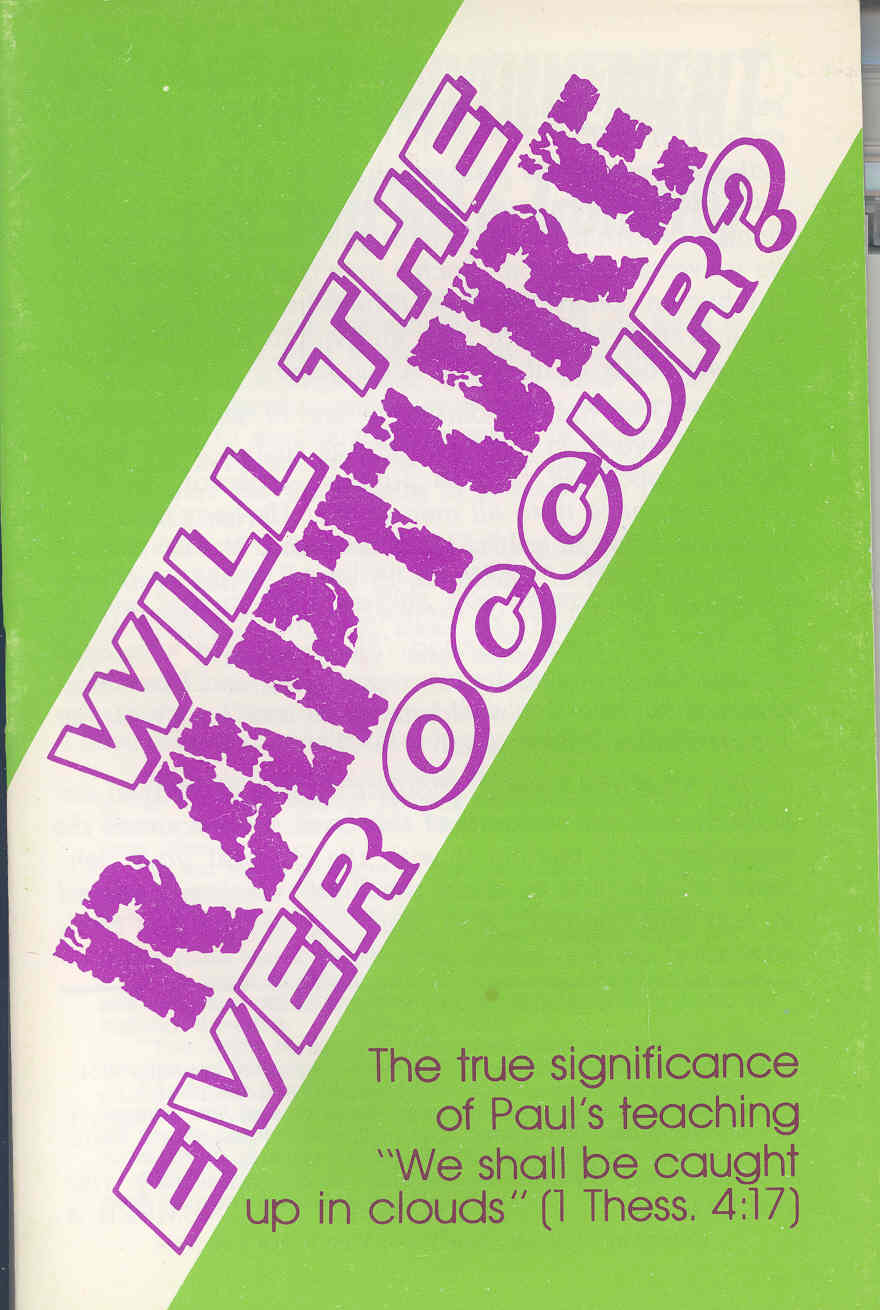 WILL THE
RAPTURE
EVER OCCUR?
The true significance
of Paul's teaching
"We shall be caught
up in clouds" (1 Thess. 4:17)